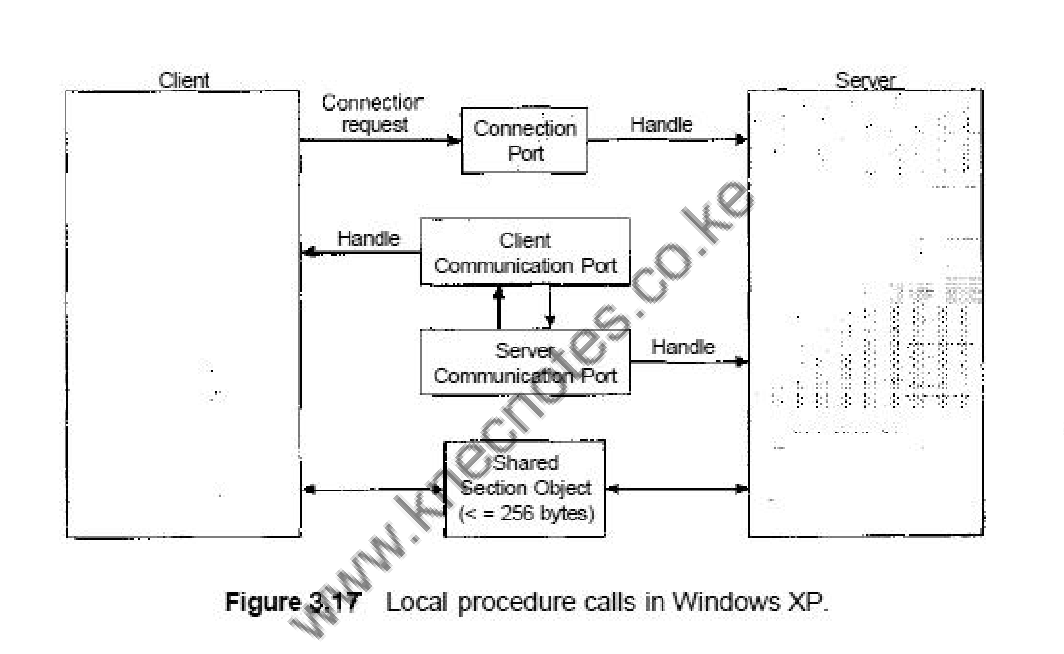 Client
Server
Connection
request
Connection
Port
Handle
Handle
Client
Communication Port
Server
Communication Port
Handle
Shared
Section Object
(< = 256 bytes)
www.knecnotes.co.ke
Figure 3.17 Local procedure calls in Windows XP.